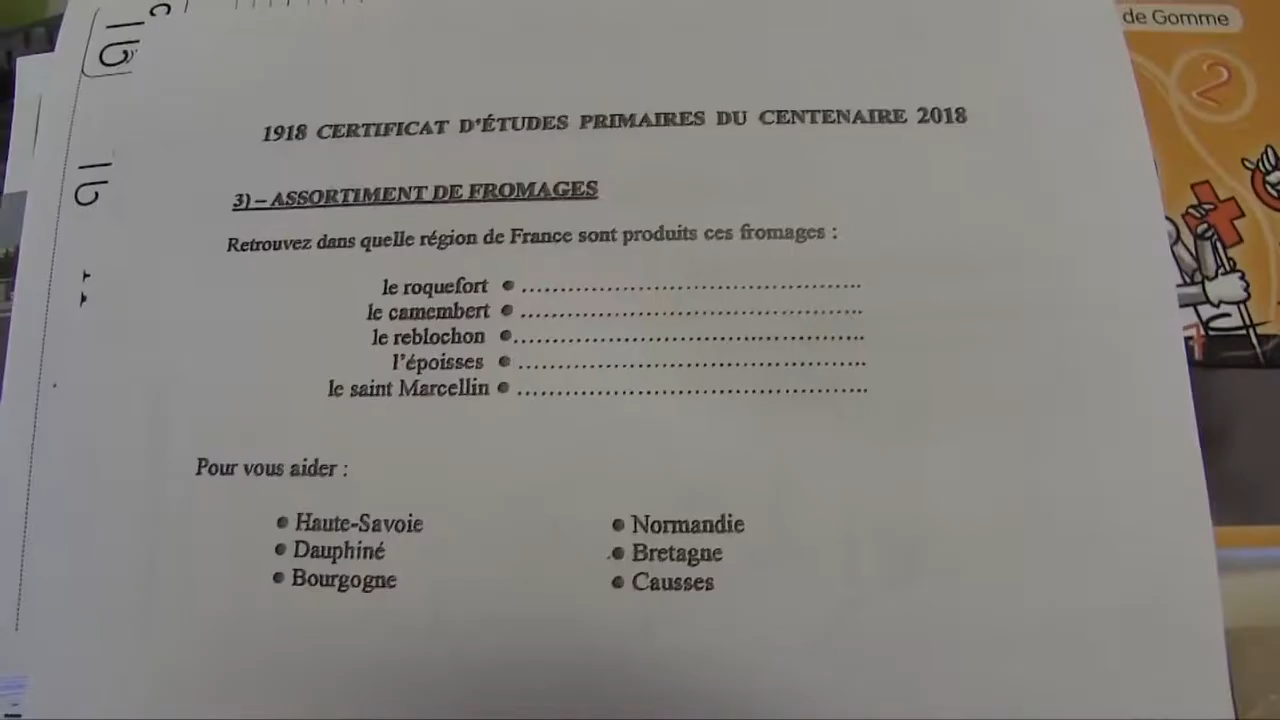 de Gomme
2
1918 CERTIFICAT D'ÉTUDES PRIMAIRES DU CENTENAIRE 2018
3) – ASSORTIMENT DE FROMAGES
Retrouvez dans quelle région de France sont produits ces fromages :
le roquefort ● ............................................
le camembert ● ............................................
le reblochon ●.............................................
l'époisses ● ............................................
le saint Marcellin ● .............................................
Pour vous aider :
● Haute-Savoie
● Dauphiné
● Bourgogne
● Normandie
● Bretagne
● Causses